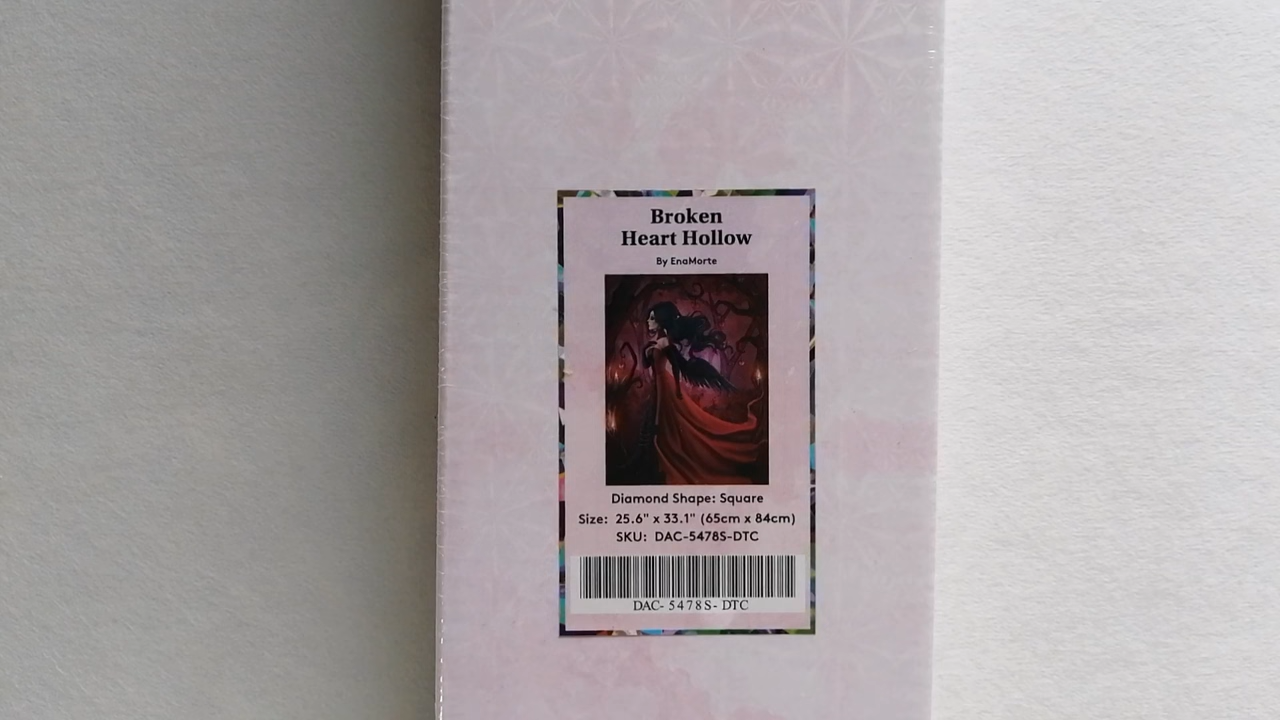 Broken
Heart Hollow
By EnaMorte
Diamond Shape: Square
Size: 25.6" x 33.1" (65cm x 84cm)
SKU: DAC-5478S-DTC
DAC- 5478S- DTC